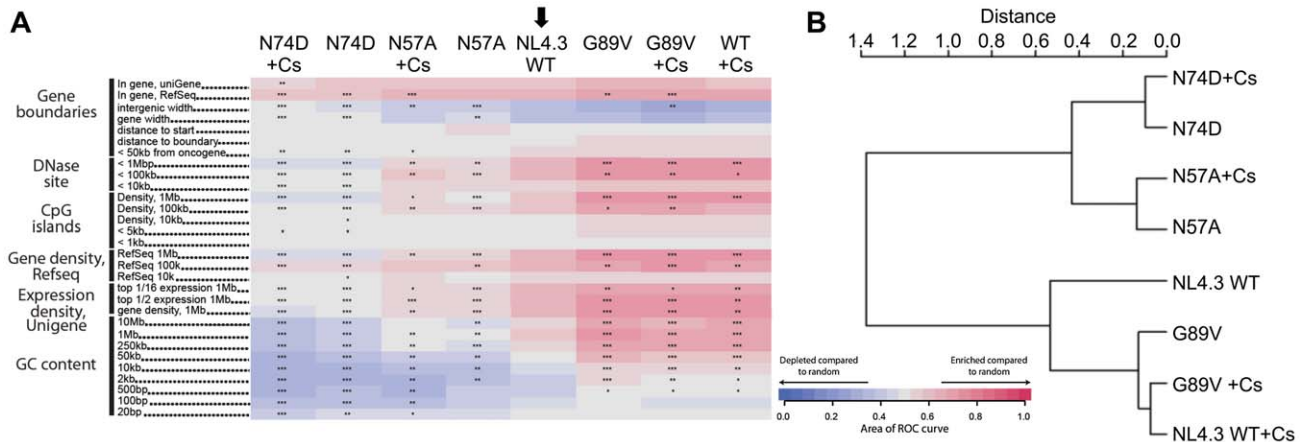 A
N74D +Cs
N74D
N57A +Cs
N57A
NL4.3 WT
G89V
G89V +Cs
WT +Cs
Gene boundaries
In gene, uniGene
In gene, RefSeq
intergenic width
gene width
distance to start
distance to boundary
< 50kb from oncogene
DNase site
< 1Mbp
< 100kb
< 10kb
CpG islands
Density, 1Mb
Density, 100kb
Density, 10kb
< 5kb
< 1kb
Gene density, Refseq
RefSeq 1Mb
RefSeq 100k
RefSeq 10k
Expression density, Unigene
top 1/16 expression 1Mb
top 1/2 expression 1Mb
gene density, 1Mb
GC content
10Mb
1Mb
250kb
50kb
10kb
2kb
500bp
100bp
20bp
Depleted compared to random
Enriched compared to random
0.0 0.2 0.4 0.6 0.8 1.0
Area of ROC curve
B
Distance
1.4 1.2 1.0 0.8 0.6 0.4 0.2 0.0
N74D+Cs
N74D
N57A+Cs
N57A
NL4.3 WT
G89V
G89V +Cs
NL4.3 WT+Cs